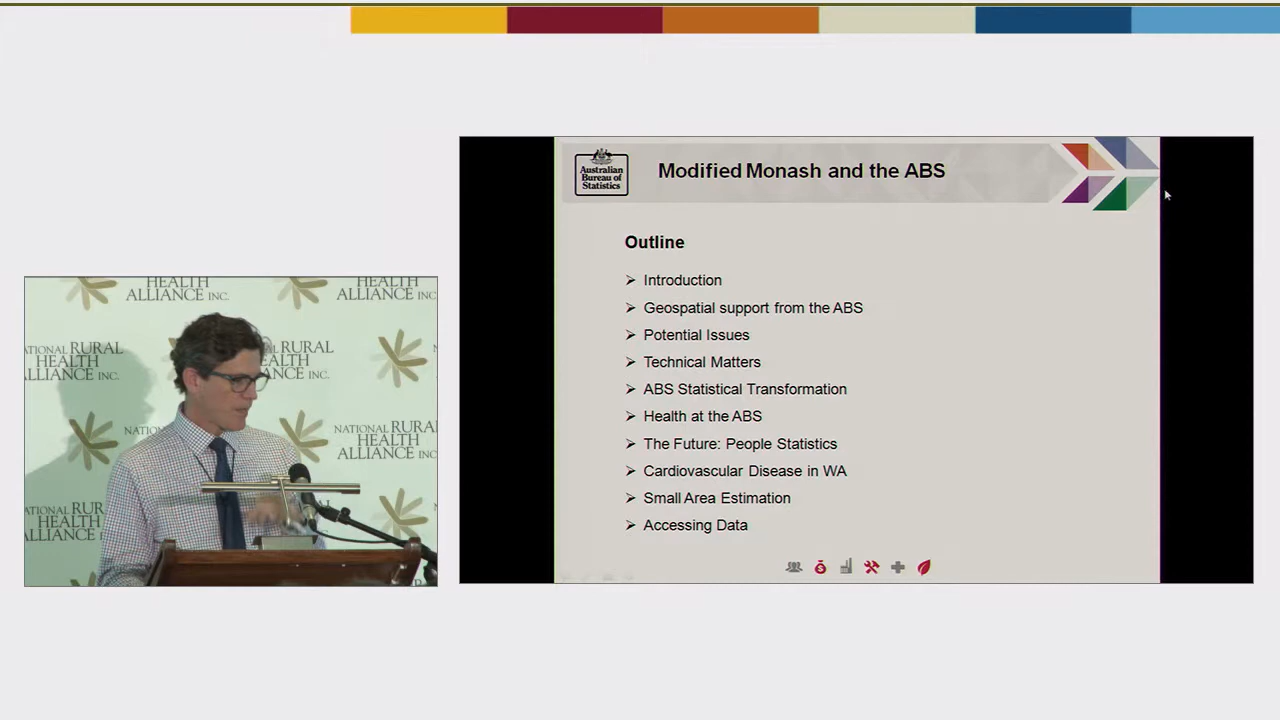 HEALTH
ALLIANCE INC.
HEALTH
ALLIANCE INC.
NATIONAL RURAL
HEALTH
ALLIANCE INC.
RURAL
HEALTH
ALLIANCE INC.
NATIONAL RURAL
HEALTH
ALLIANCE INC.
NATIONAL RURAL
HEALTH
ALLIANCE
Australian
Bureau of
Statistics
Modified Monash and the ABS
Outline
➢ Introduction
➢ Geospatial support from the ABS
➢ Potential Issues
➢ Technical Matters
➢ ABS Statistical Transformation
➢ Health at the ABS
➢ The Future: People Statistics
➢ Cardiovascular Disease in WA
➢ Small Area Estimation
➢ Accessing Data